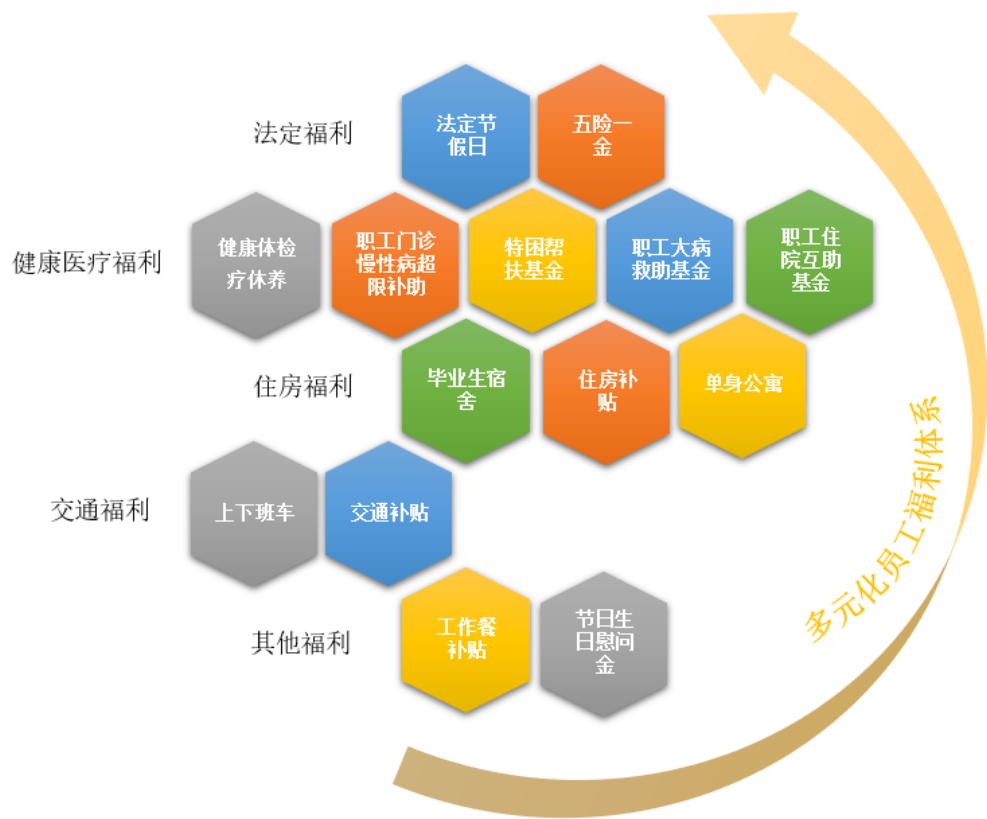 法定福利
法定节
假日
五险一
金
健康医疗福利
健康体检
疗休养
职工门诊
慢性病超
限补助
特困帮
扶基金
职工大病
救助基金
职工住
院互助
基金
住房福利
毕业生宿
舍
住房补
贴
单身公寓
交通福利
上下班车
交通补贴
其他福利
工作餐
补贴
节日生
日慰问
金
多元化员工福利体系